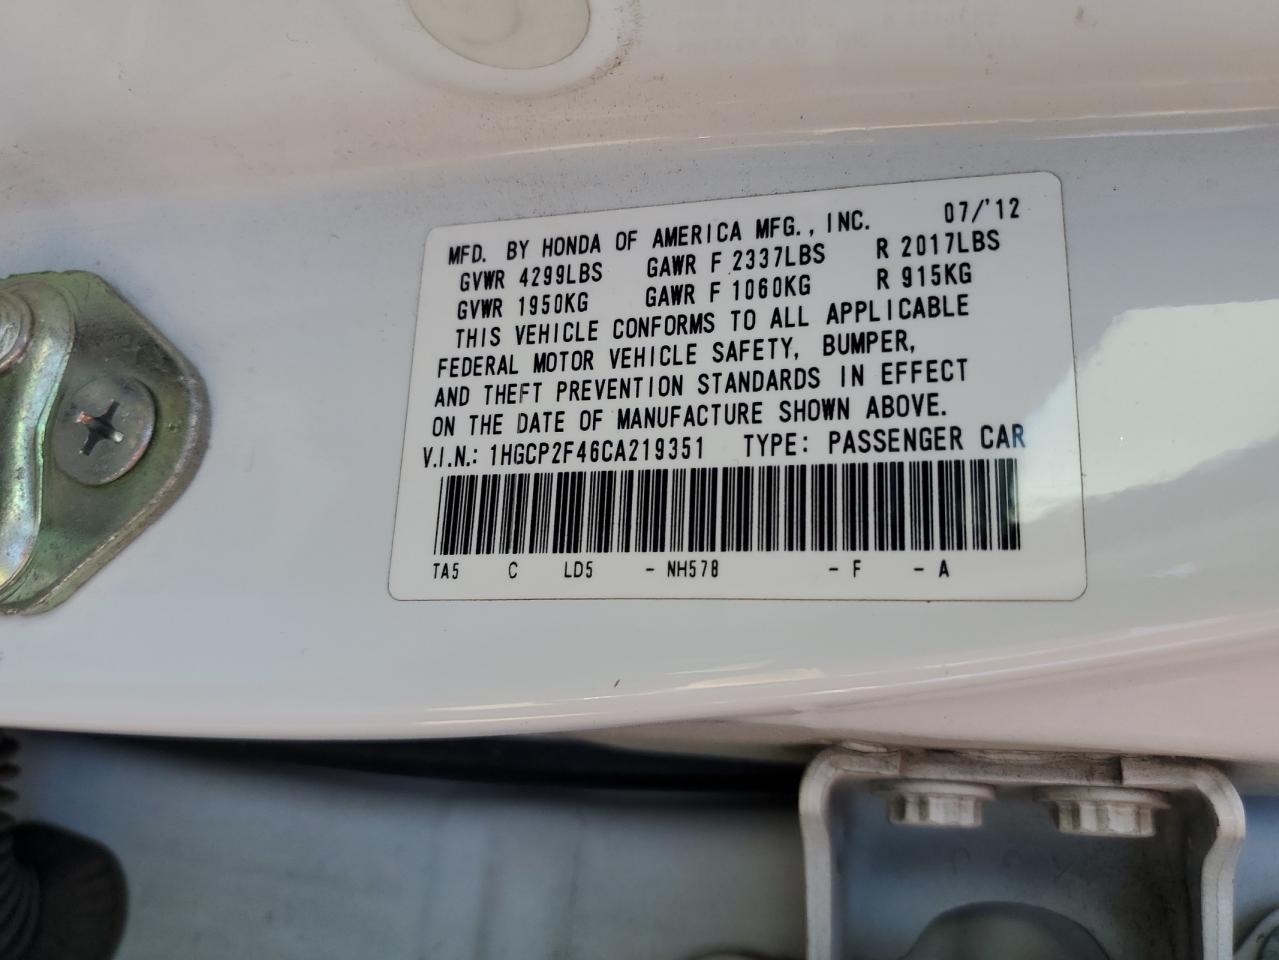 MFD. BY HONDA OF AMERICA MFG., INC. 07/'12
GVWR 4299LBS GAWR F 2337LBS R 2017LBS
GVWR 1950KG GAWR F 1060KG R 915KG
THIS VEHICLE CONFORMS TO ALL APPLICABLE
FEDERAL MOTOR VEHICLE SAFETY, BUMPER,
AND THEFT PREVENTION STANDARDS IN EFFECT
ON THE DATE OF MANUFACTURE SHOWN ABOVE.
V.I.N.: 1HGCP2F46CA219351 TYPE: PASSENGER CAR
TA5 C LD5 - NH578 - F - A